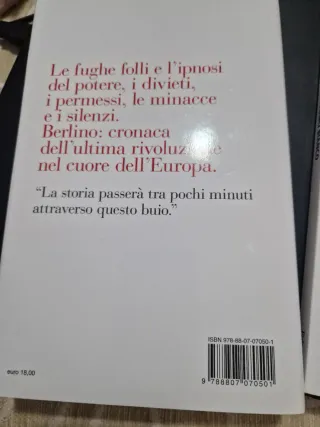 Le fughe folli e l'ipnosi
del potere, i divieti,
i permessi, le minacce
e i silenzi.
Berlino: cronaca
dell'ultima rivoluzione
nel cuore dell'Europa.
"La storia passerà tra pochi minuti
attraverso questo buio."
ISBN 978-88-07-07050-1
9 788807 070501
euro 18,00